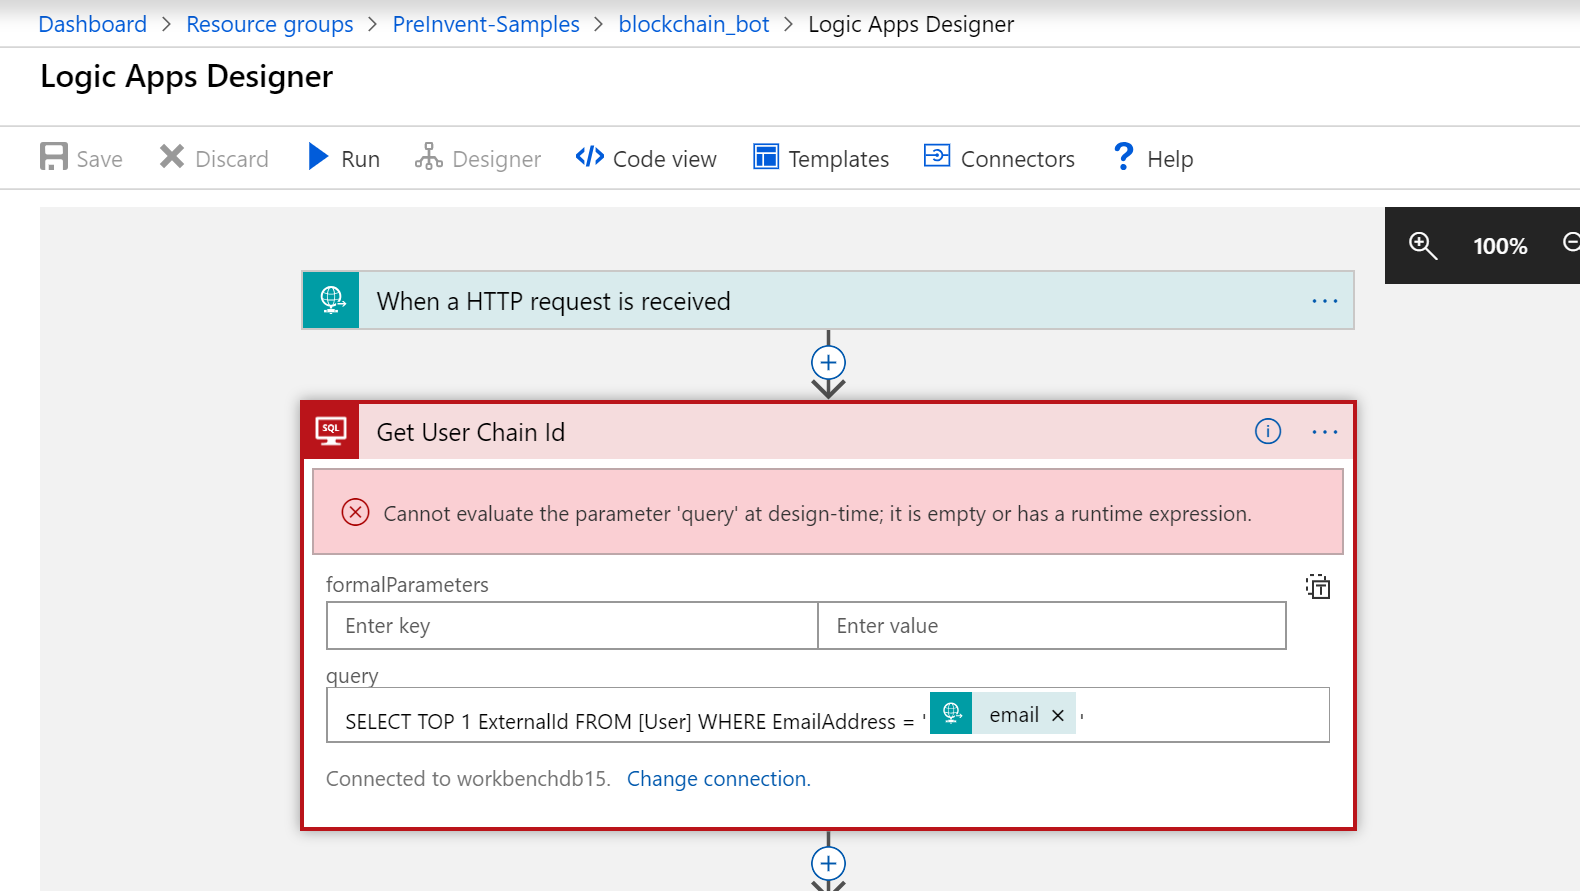 Dashboard > Resource groups > PreInvent-Samples > blockchain_bot > Logic Apps Designer
Logic Apps Designer
Save Discard Run Designer Code view Templates Connectors Help
100%
When a HTTP request is received
SQL Get User Chain Id
Cannot evaluate the parameter 'query' at design-time; it is empty or has a runtime expression.
formalParameters
Enter key Enter value
query
SELECT TOP 1 ExternalId FROM [User] WHERE EmailAddress = ' email × '
Connected to workbenchdb15. Change connection.